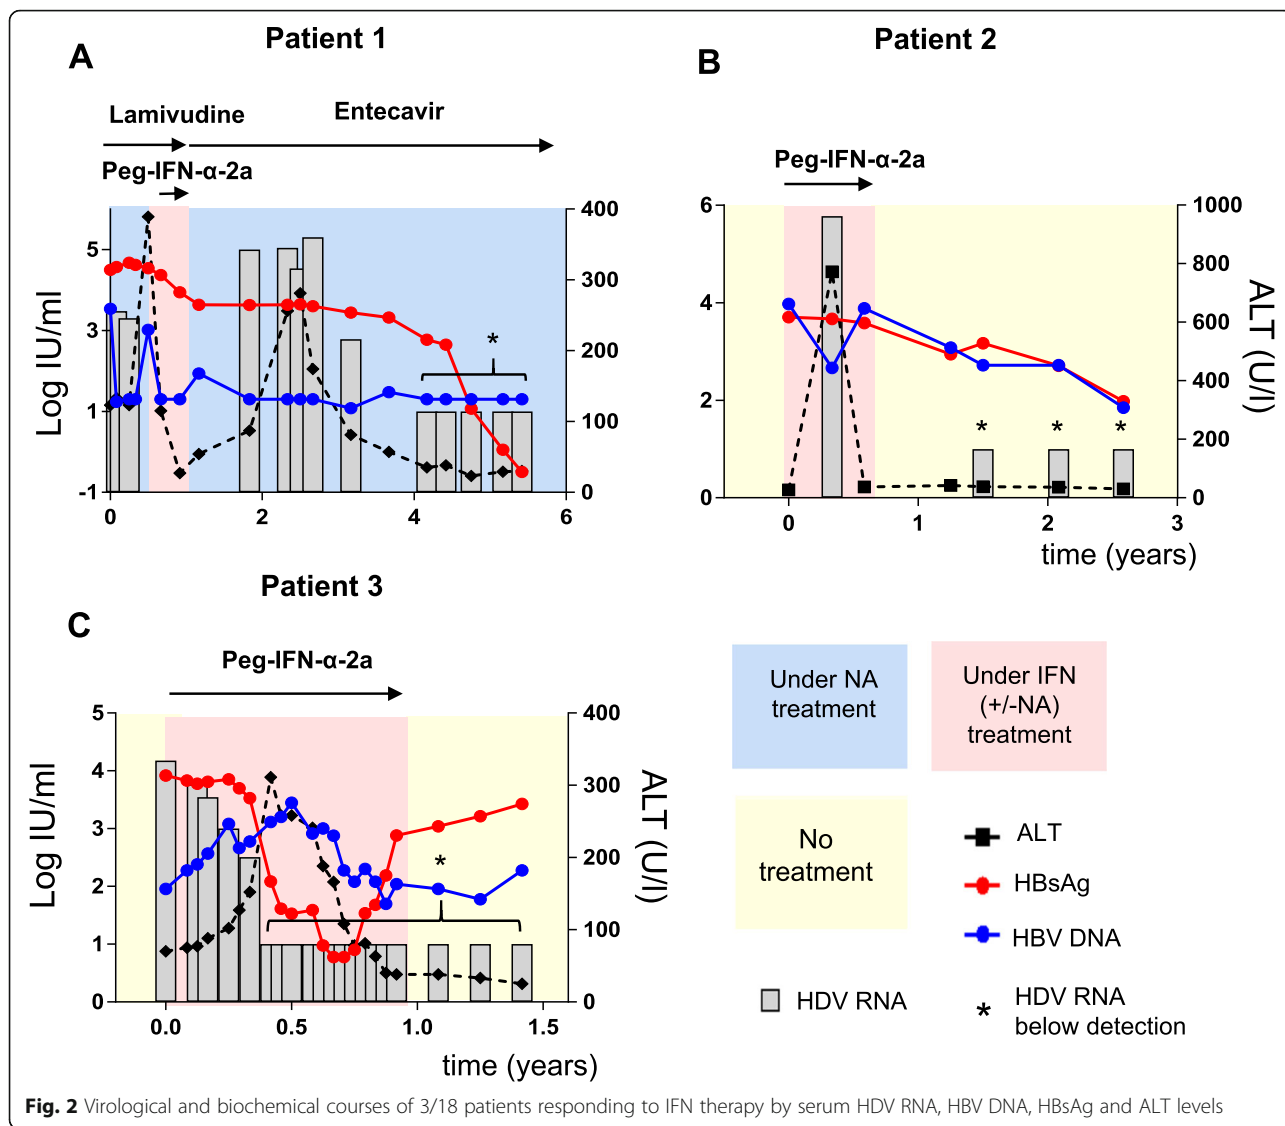 Patient 1
A
Lamivudine
Entecavir
Peg-IFN-α-2a
Log IU/ml
5
3
1
-1
400
300
200
100
0
*
0
2
4
6
Patient 2
B
Peg-IFN-α-2a
6
4
2
0
1000
800
600
400
200
0
ALT (U/l)
* * *
0
1
2
3
time (years)
Patient 3
C
Peg-IFN-α-2a
Log IU/ml
5
4
3
2
1
0
400
300
200
100
0
ALT (U/l)
*
0.0
0.5
1.0
1.5
time (years)
Under NA
treatment
Under IFN
(+/-NA)
treatment
No
treatment
ALT
HBsAg
HBV DNA
HDV RNA
* HDV RNA
below detection
Fig. 2 Virological and biochemical courses of 3/18 patients responding to IFN therapy by serum HDV RNA, HBV DNA, HBsAg and ALT levels